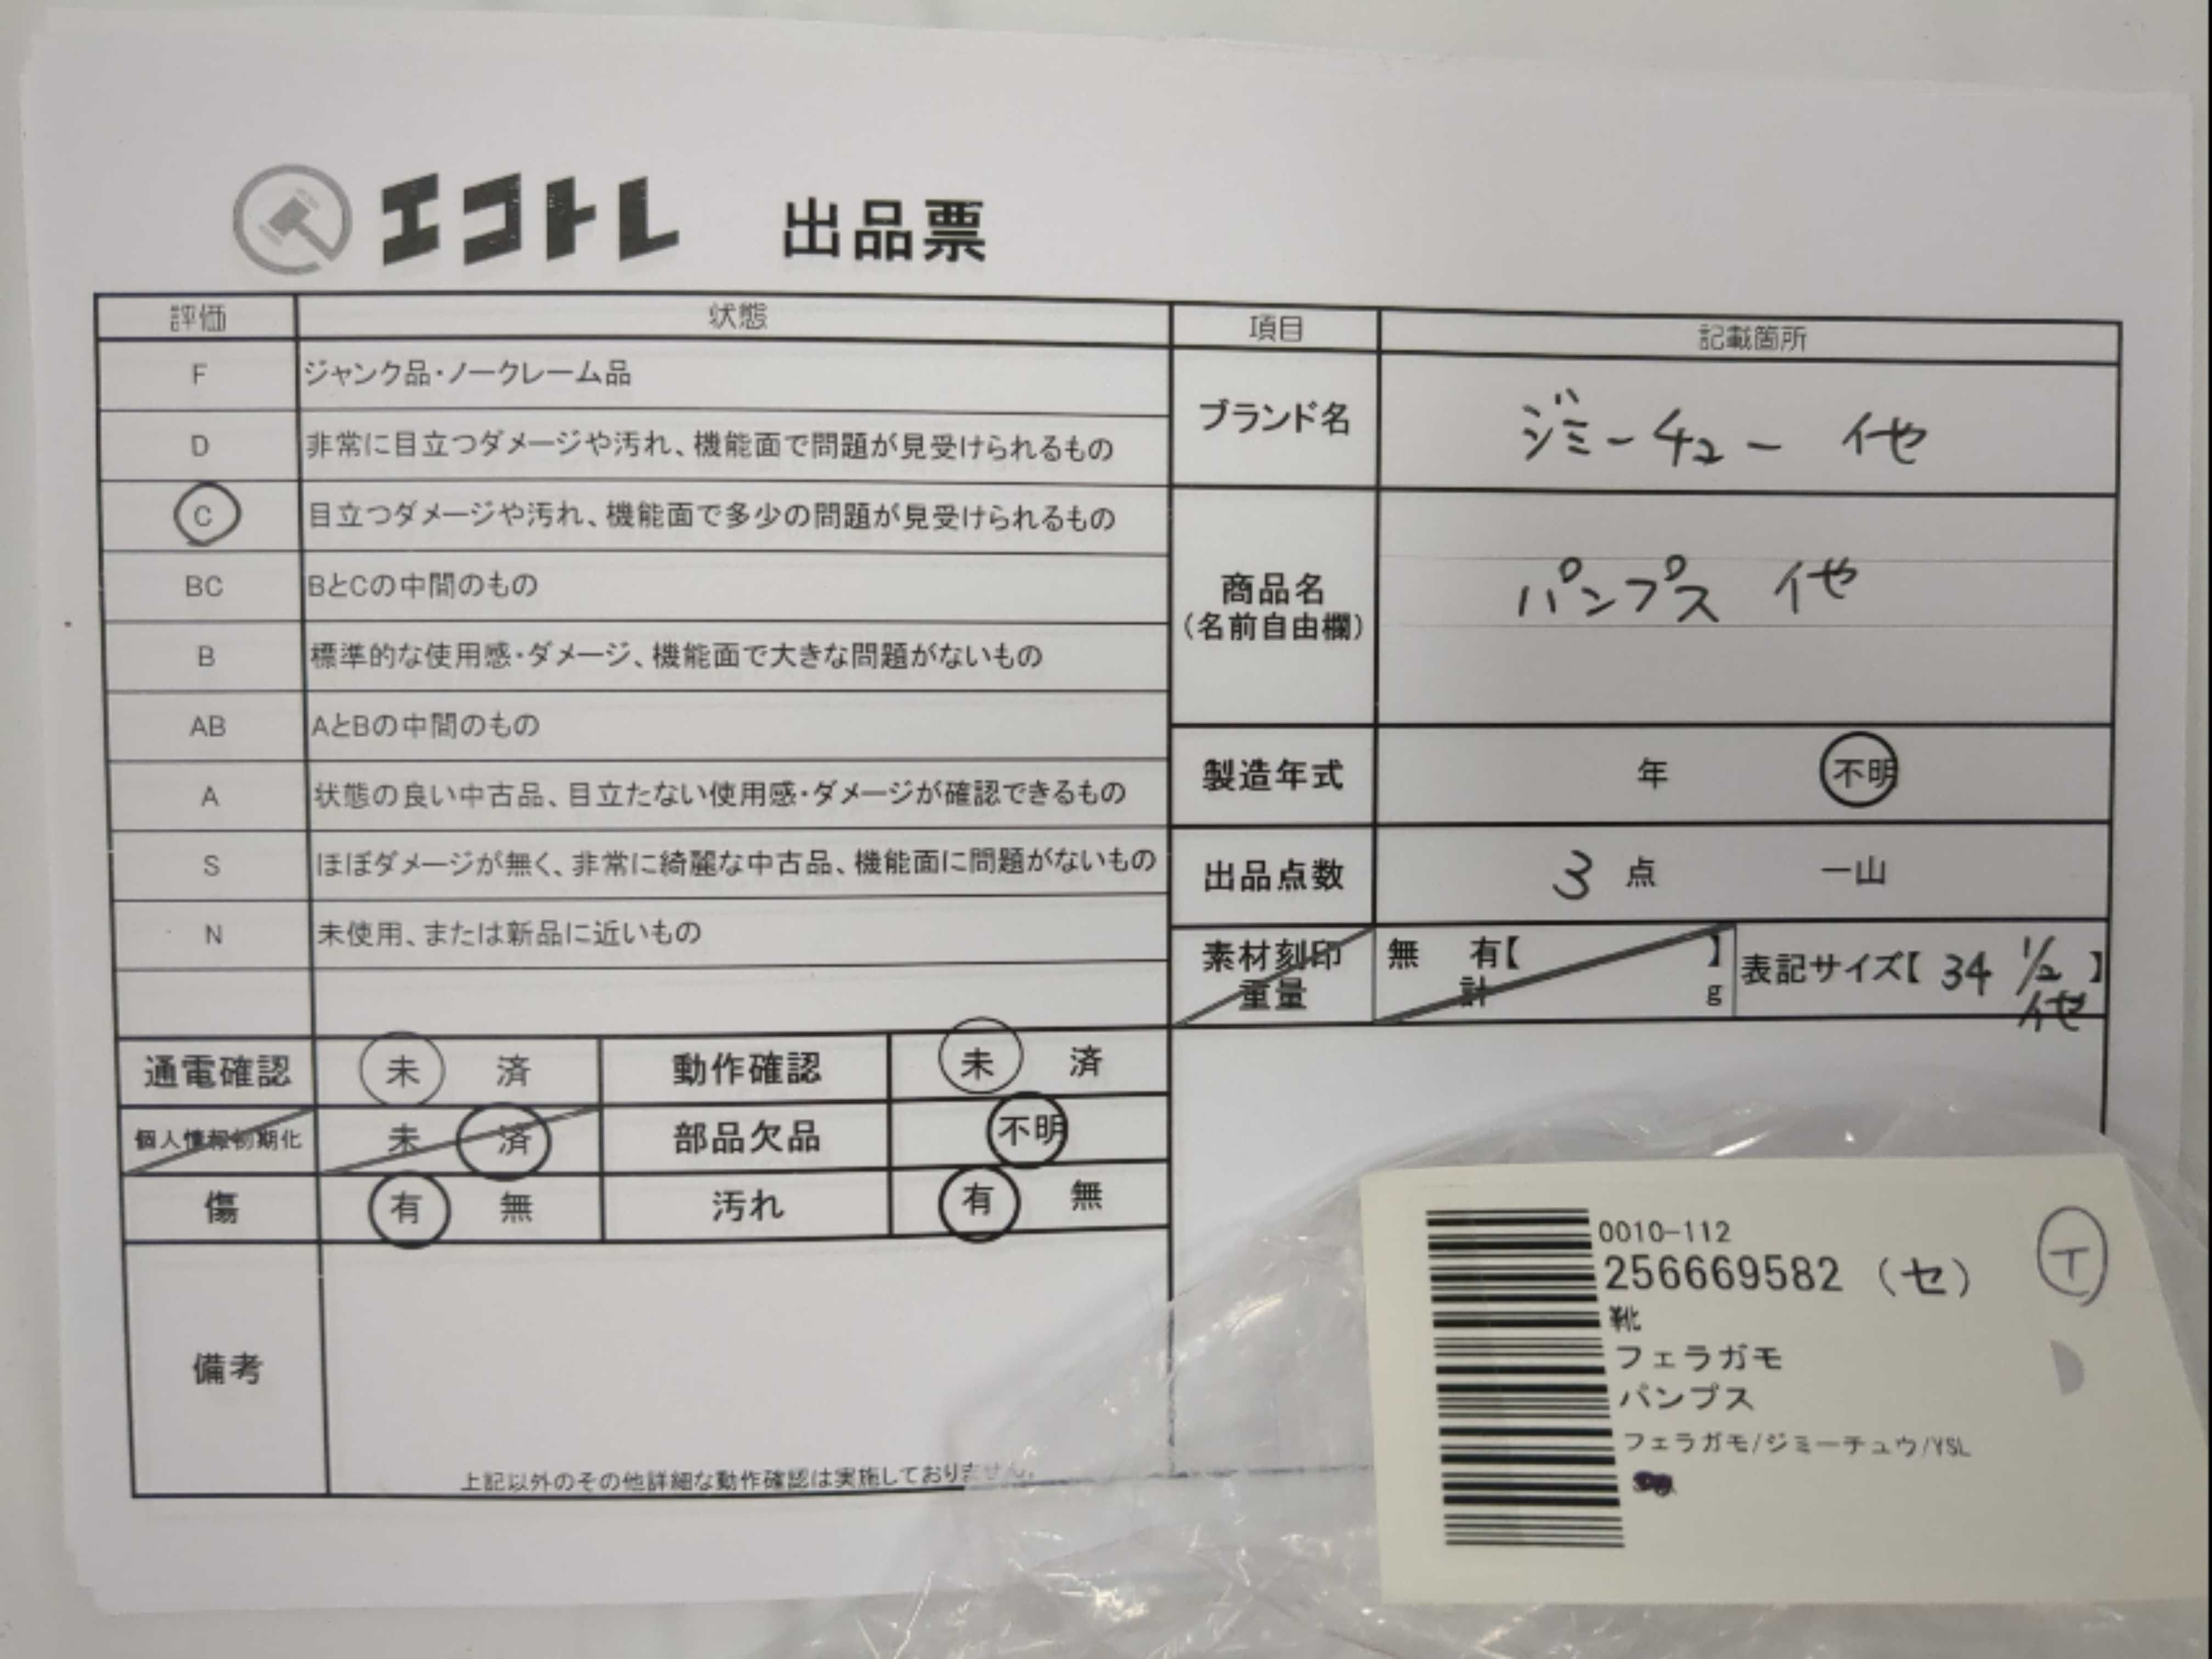 エコトレ 出品票
評価 状態
F ジャンク品・ノークレーム品
D 非常に目立つダメージや汚れ、機能面で問題が見受けられるもの
C 目立つダメージや汚れ、機能面で多少の問題が見受けられるもの
BC BとCの中間のもの
B 標準的な使用感・ダメージ、機能面で大きな問題がないもの
AB AとBの中間のもの
A 状態の良い中古品、目立たない使用感・ダメージが確認できるもの
S ほぼダメージが無く、非常に綺麗な中古品、機能面に問題がないもの
N 未使用、または新品に近いもの
項目 記載箇所
ブランド名 ジミーチュー 他
商品名
(名前自由欄)
パンプス 他
製造年式 年 不明
出品点数 3 点 一山
素材刻印 無 有【 】
重量 計 g
表記サイズ【 34 1/2 】
他
通電確認 未 済 動作確認 未 済
個人情報初期化 未 済 部品欠品 不明
傷 有 無 汚れ 有 無
備考
上記以外のその他詳細な動作確認は実施しておりません。
0010-112
256669582 (セ)
靴
フェラガモ
パンプス
フェラガモ/ジミーチュウ/YSL